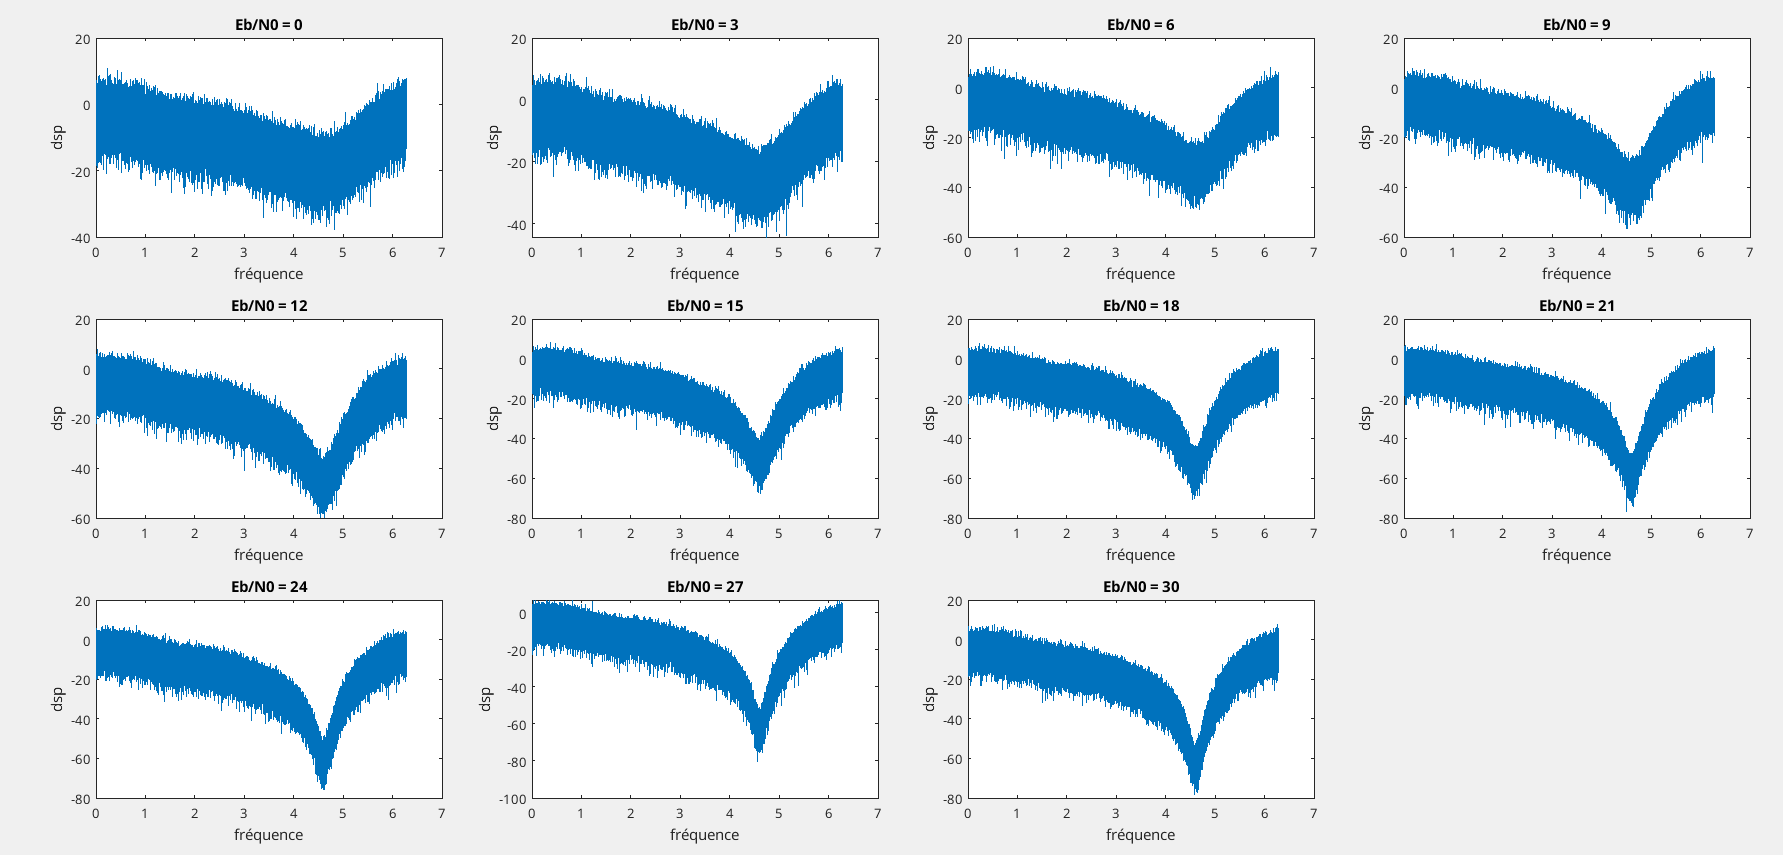 Eb/N0 = 0
20
0
-20
-40
dsp
0 1 2 3 4 5 6 7
fréquence
Eb/N0 = 3
20
0
-20
-40
dsp
0 1 2 3 4 5 6 7
fréquence
Eb/N0 = 6
20
0
-20
-40
-60
dsp
0 1 2 3 4 5 6 7
fréquence
Eb/N0 = 9
20
0
-20
-40
-60
dsp
0 1 2 3 4 5 6 7
fréquence
Eb/N0 = 12
20
0
-20
-40
-60
dsp
0 1 2 3 4 5 6 7
fréquence
Eb/N0 = 15
20
0
-20
-40
-60
-80
dsp
0 1 2 3 4 5 6 7
fréquence
Eb/N0 = 18
20
0
-20
-40
-60
-80
dsp
0 1 2 3 4 5 6 7
fréquence
Eb/N0 = 21
20
0
-20
-40
-60
-80
dsp
0 1 2 3 4 5 6 7
fréquence
Eb/N0 = 24
20
0
-20
-40
-60
-80
dsp
0 1 2 3 4 5 6 7
fréquence
Eb/N0 = 27
0
-20
-40
-60
-80
-100
dsp
0 1 2 3 4 5 6 7
fréquence
Eb/N0 = 30
20
0
-20
-40
-60
-80
dsp
0 1 2 3 4 5 6 7
fréquence